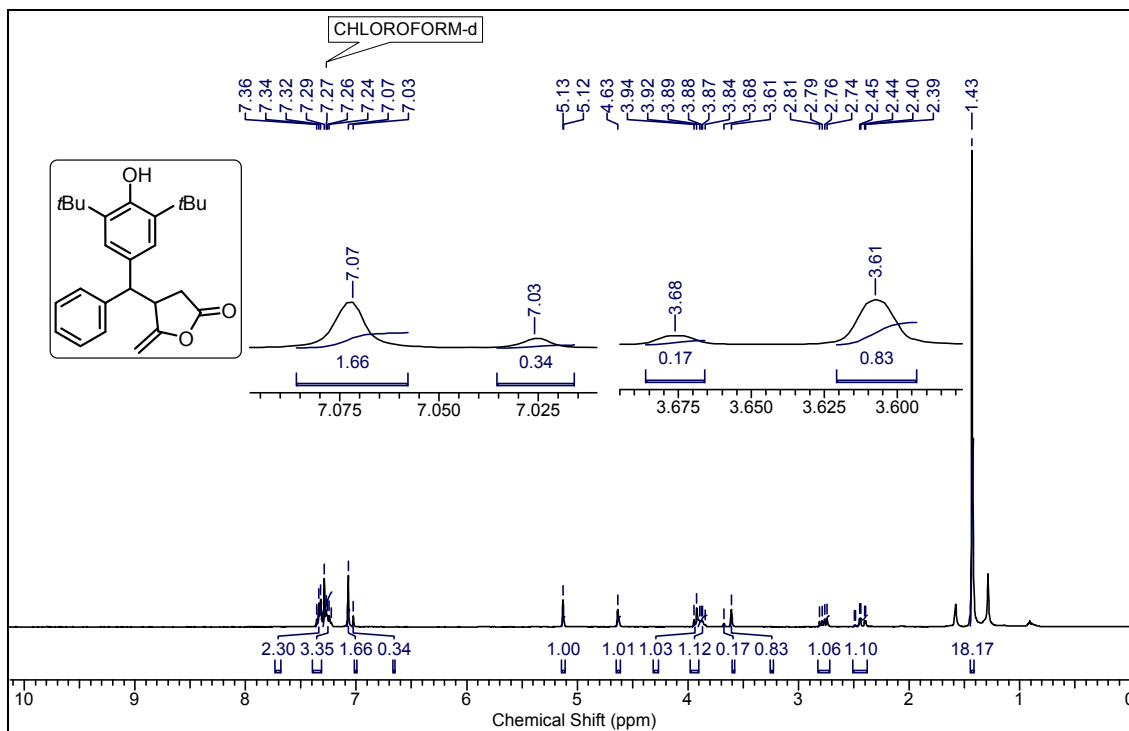 CHLOROFORM-d
7.36 7.34 7.32 7.29 7.27 7.26 7.24 7.07 7.03 5.13 5.12 4.63 3.94 3.92 3.89 3.88 3.87 3.84 3.68 3.61 2.81 2.79 2.76 2.74 2.45 2.44 2.40 2.39 1.43
OH
tBu tBu
O
O
7.07 7.03 3.68 3.61
1.66 0.34 0.17 0.83
7.075 7.050 7.025 3.675 3.650 3.625 3.600
2.30 3.35 1.66 0.34 1.00 1.01 1.03 1.12 0.17 0.83 1.06 1.10 18.17
10 9 8 7 6 5 4 3 2 1 0
Chemical Shift (ppm)